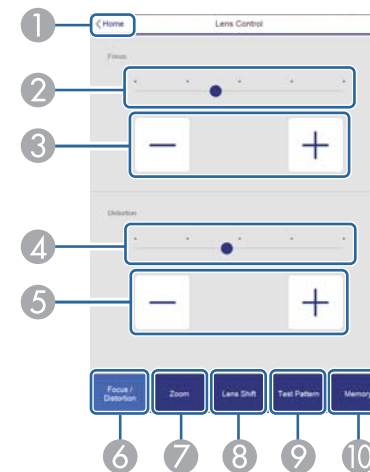 1
< Home
Lens Control
Focus
2
3
Distortion
4
5
Focus /
Distortion
Zoom
Lens Shift
Test Pattern
Memory
6
7
8
9
10